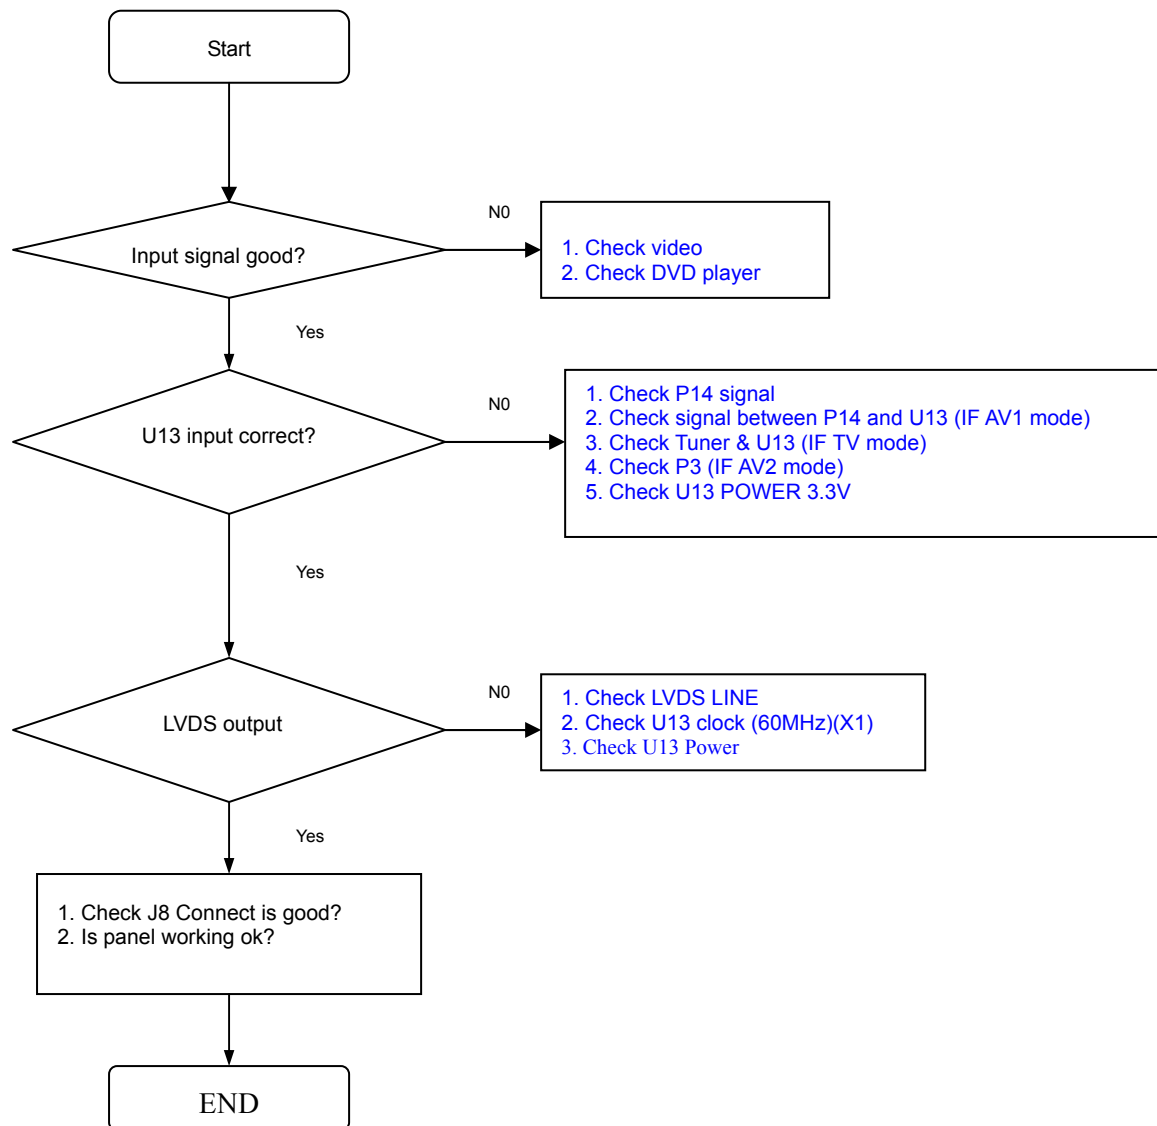 Start
Input signal good?
N0
1. Check video
2. Check DVD player
Yes
U13 input correct?
N0
1. Check P14 signal
2. Check signal between P14 and U13 (IF AV1 mode)
3. Check Tuner & U13 (IF TV mode)
4. Check P3 (IF AV2 mode)
5. Check U13 POWER 3.3V
Yes
LVDS output
N0
1. Check LVDS LINE
2. Check U13 clock (60MHz)(X1)
3. Check U13 Power
Yes
1. Check J8 Connect is good?
2. Is panel working ok?
END